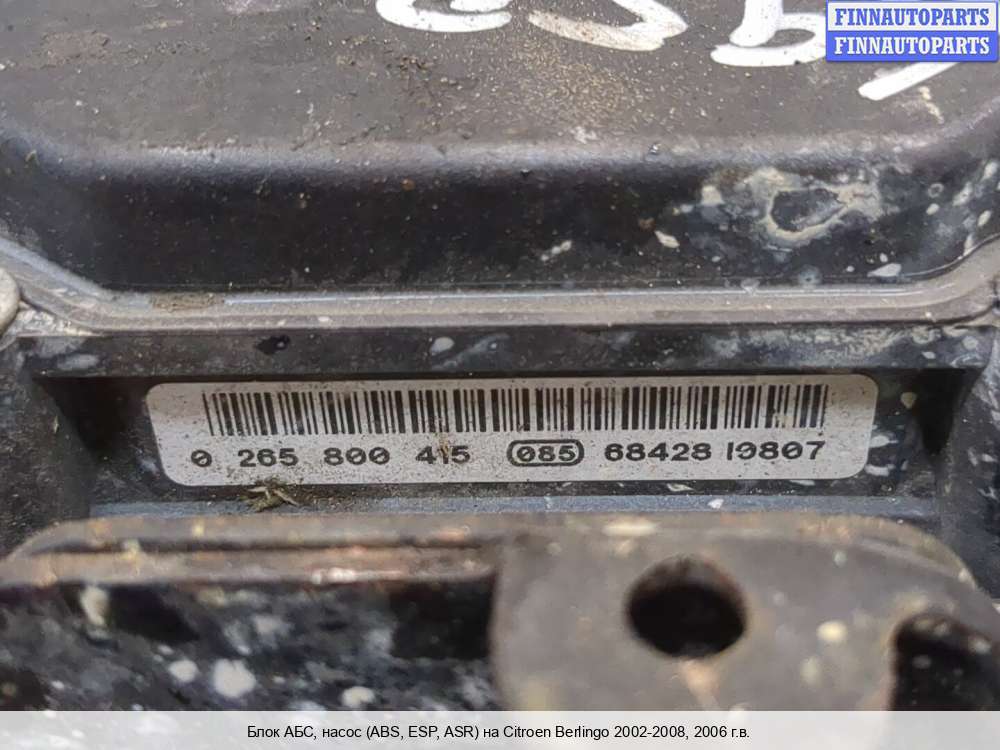 FINNAUTOPARTS
FINNAUTOPARTS
0 265 800 415 085 68428 19807
Блок АБС, насос (ABS, ESP, ASR) на Citroen Berlingo 2002-2008, 2006 г.в.